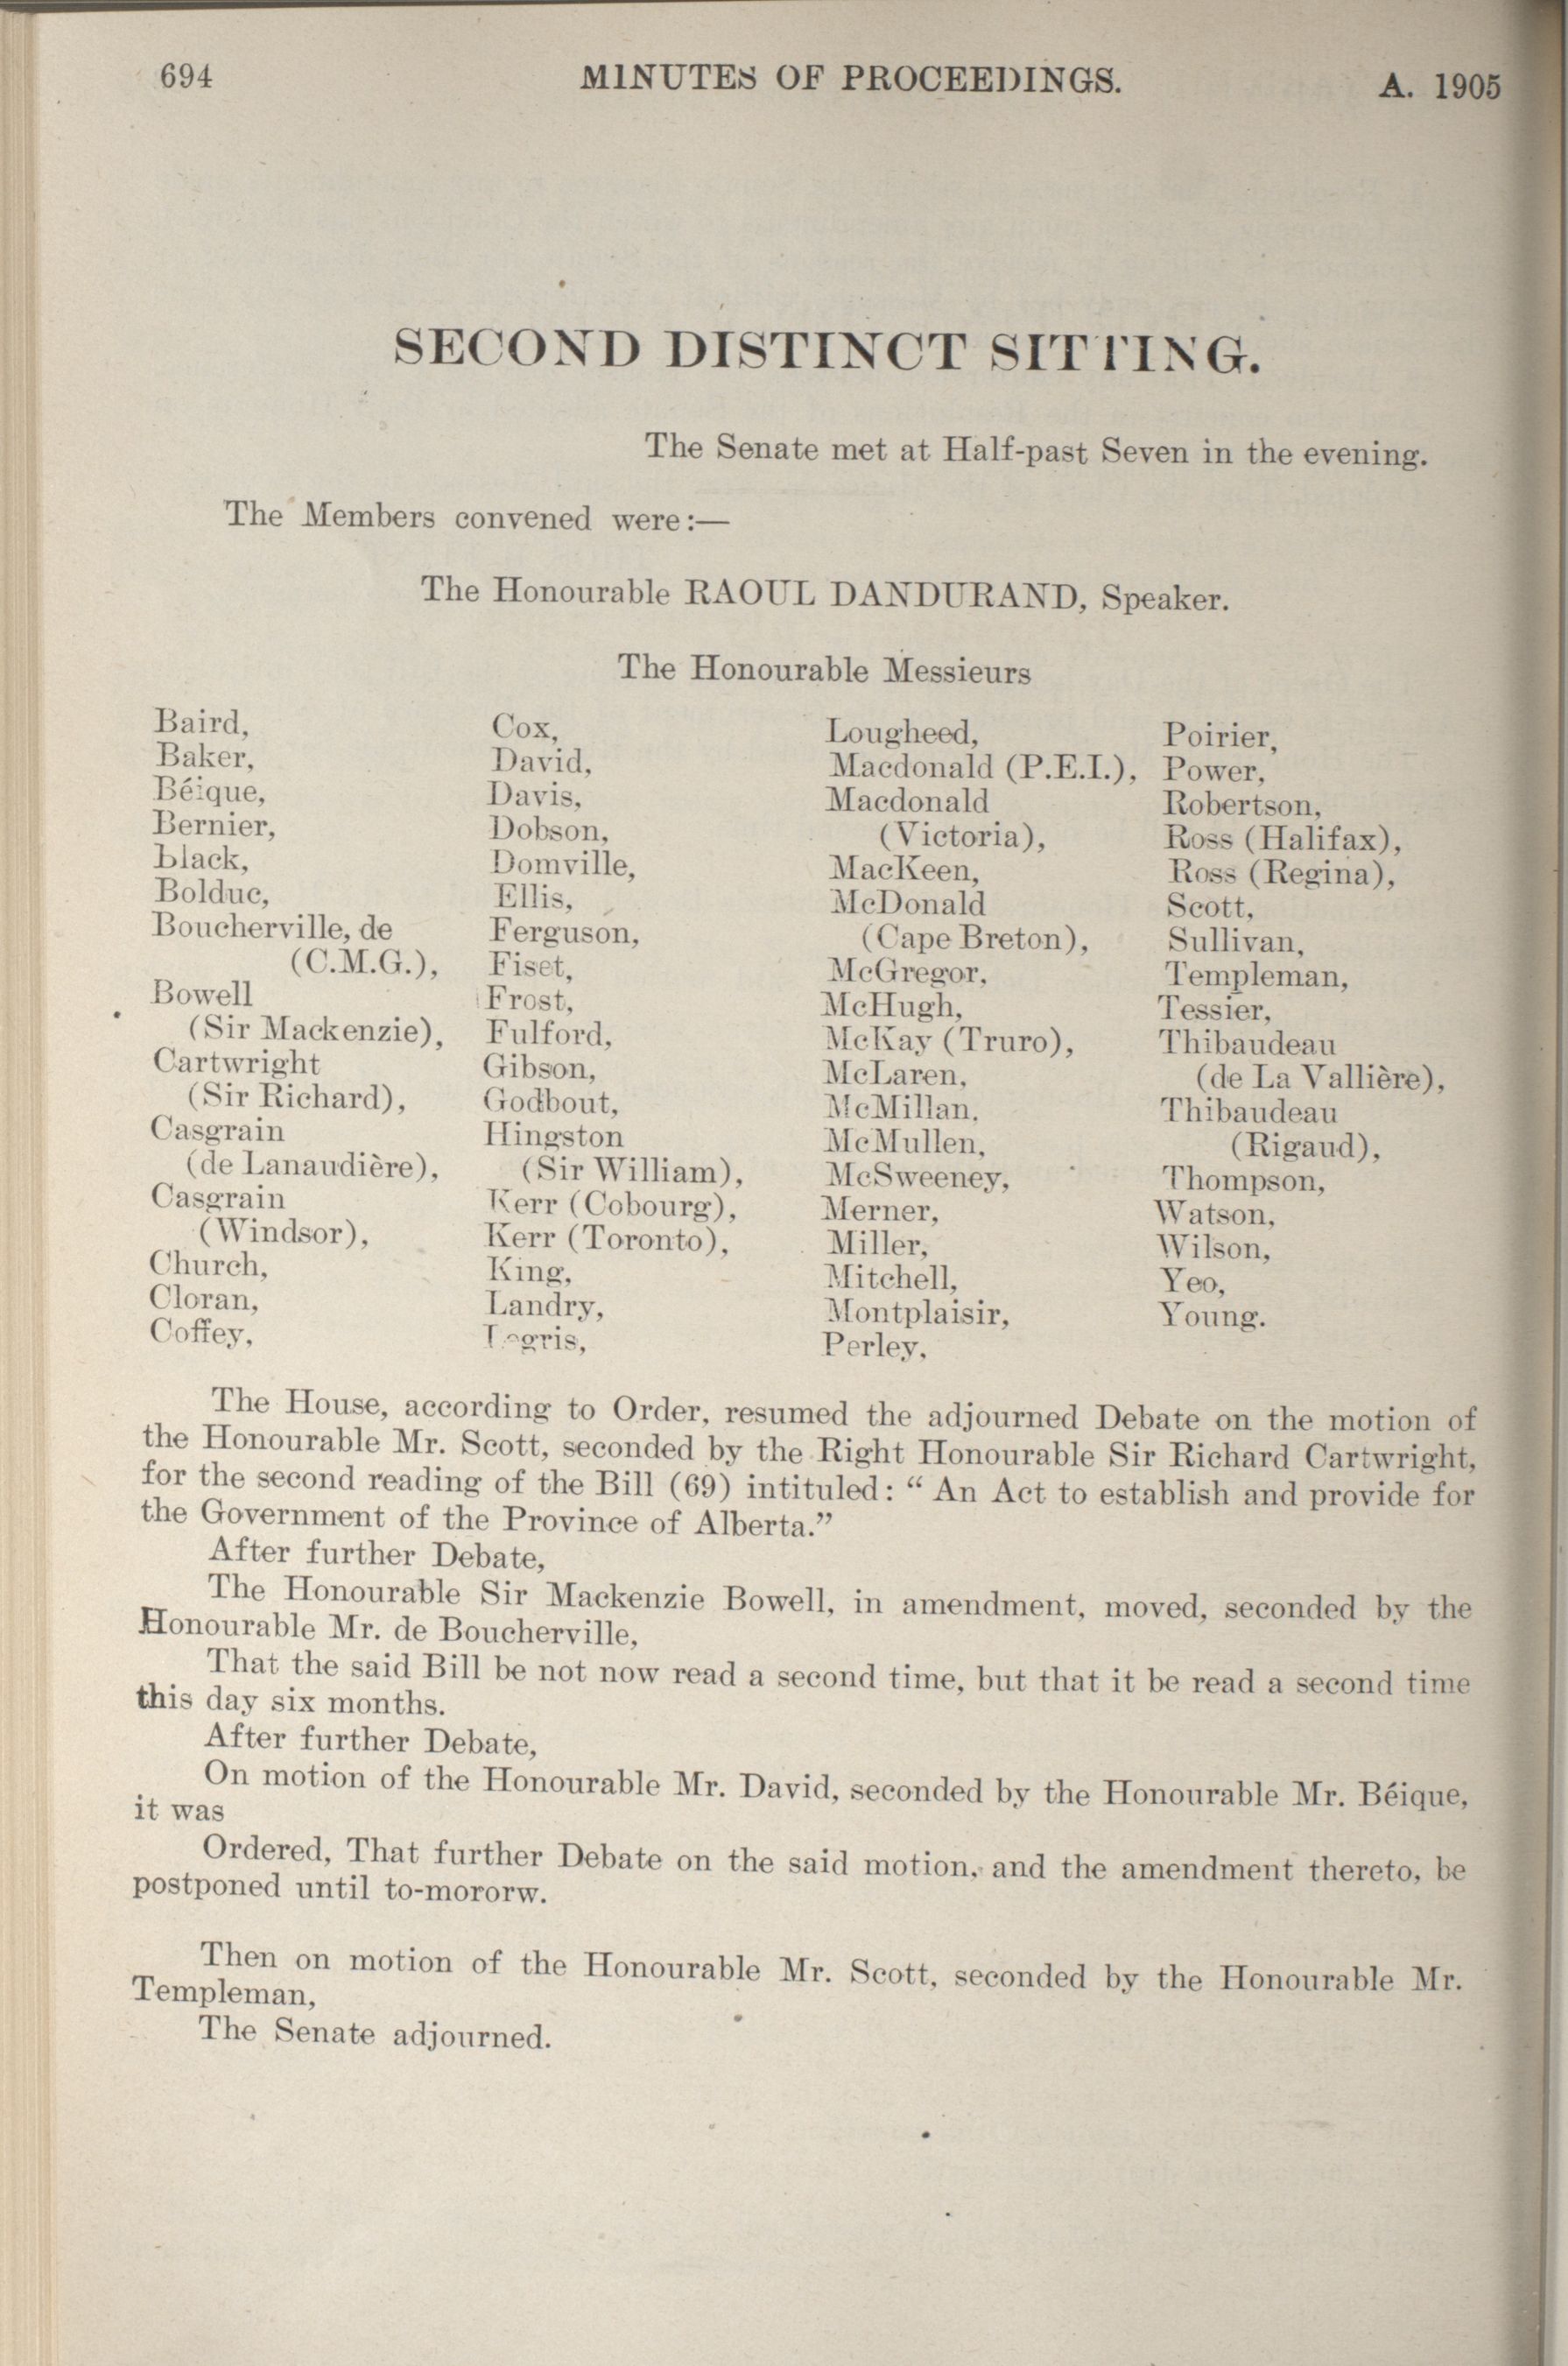 694
MINUTES OF PROCEEDINGS.
A. 1905
SECOND DISTINCT SITTING.
The Senate met at Half-past Seven in the evening.
The Members convened were:—
The Honourable RAOUL DANDURAND, Speaker.
The Honourable Messieurs
Baird,
Baker,
Béique,
Bernier,
Black,
Bolduc,
Boucherville, de
(C.M.G.),
Bowell
(Sir Mackenzie),
Cartwright
(Sir Richard),
Casgrain
(de Lanaudière),
Casgrain
(Windsor),
Church,
Cloran,
Coffey,
Cox,
David,
Davis,
Dobson,
Domville,
Ellis,
Ferguson,
Fiset,
Frost,
Fulford,
Gibson,
Godbout,
Hingston
(Sir William),
Kerr (Cobourg),
Kerr (Toronto),
King,
Landry,
Legris,
Lougheed,
Macdonald (P.E.I.),
Macdonald
(Victoria),
MacKeen,
McDonald
(Cape Breton),
McGregor,
McHugh,
McKay (Truro),
McLaren,
McMillan,
McMullen,
McSweeney,
Merner,
Miller,
Mitchell,
Montplaisir,
Perley,
Poirier,
Power,
Robertson,
Ross (Halifax),
Ross (Regina),
Scott,
Sullivan,
Templeman,
Tessier,
Thibaudeau
(de La Vallière),
Thibaudeau
(Rigaud),
Thompson,
Watson,
Wilson,
Yeo,
Young.
The House, according to Order, resumed the adjourned Debate on the motion of
the Honourable Mr. Scott, seconded by the Right Honourable Sir Richard Cartwright,
for the second reading of the Bill (69) intituled: “ An Act to establish and provide for
the Government of the Province of Alberta.”
After further Debate,
The Honourable Sir Mackenzie Bowell, in amendment, moved, seconded by the
Honourable Mr. de Boucherville,
That the said Bill be not now read a second time, but that it be read a second time
this day six months.
After further Debate,
On motion of the Honourable Mr. David, seconded by the Honourable Mr. Béique,
it was
Ordered, That further Debate on the said motion, and the amendment thereto, be
postponed until to-mororw.
Then on motion of the Honourable Mr. Scott, seconded by the Honourable Mr.
Templeman,
The Senate adjourned.